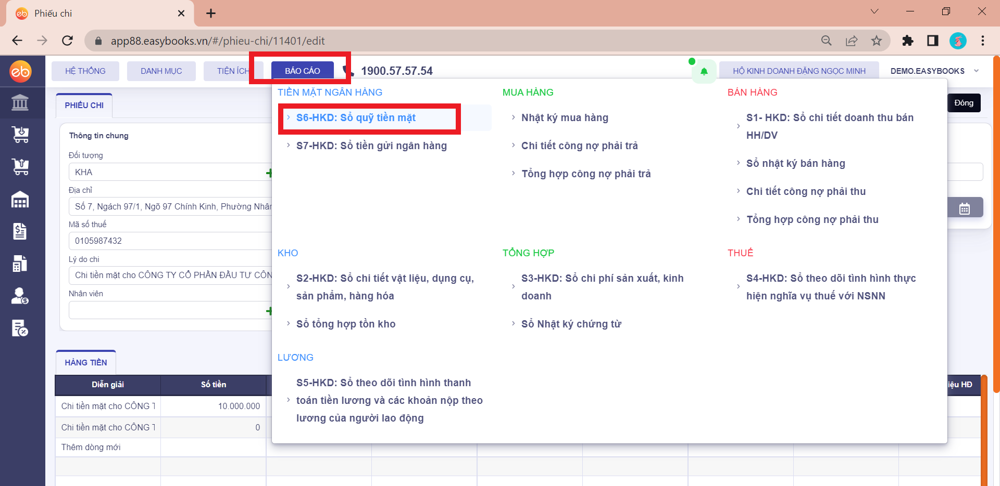 Phiếu chi
app88.easybooks.vn/#/phieu-chi/11401/edit
eb
HỆ THỐNG
DANH MỤC
TIỆN ÍCH
BÁO CÁO
1900.57.57.54
HỘ KINH DOANH ĐẶNG NGỌC MINH
DEMO.EASYBOOKS
PHIẾU CHI
Đóng
Thông tin chung
Đối tượng
KHA
Địa chỉ
Số 7, Ngách 97/1, Ngõ 97 Chính Kinh, Phường Nhân
Mã số thuế
0105987432
Lý do chi
Chi tiền mặt cho CÔNG TY CỔ PHẦN ĐẦU TƯ CÔN
Nhân viên
TIỀN MẶT NGÂN HÀNG
S6-HKD: Sổ quỹ tiền mặt
S7-HKD: Sổ tiền gửi ngân hàng
MUA HÀNG
Nhật ký mua hàng
Chi tiết công nợ phải trả
Tổng hợp công nợ phải trả
BÁN HÀNG
S1- HKD: Sổ chi tiết doanh thu bán
HH/DV
Sổ nhật ký bán hàng
Chi tiết công nợ phải thu
Tổng hợp công nợ phải thu
KHO
S2-HKD: Sổ chi tiết vật liệu, dụng cụ,
sản phẩm, hàng hóa
Sổ tổng hợp tồn kho
TỔNG HỢP
S3-HKD: Sổ chi phí sản xuất, kinh
doanh
Sổ Nhật ký chứng từ
THUẾ
S4-HKD: Sổ theo dõi tình hình thực
hiện nghĩa vụ thuế với NSNN
LƯƠNG
S5-HKD: Sổ theo dõi tình hình thanh
toán tiền lương và các khoản nộp theo
lương của người lao động
HÀNG TIỀN
Diễn giải
Số tiền
iệu HĐ
Chi tiền mặt cho CÔNG T
10.000.000
Chi tiền mặt cho CÔNG T
0
Thêm dòng mới